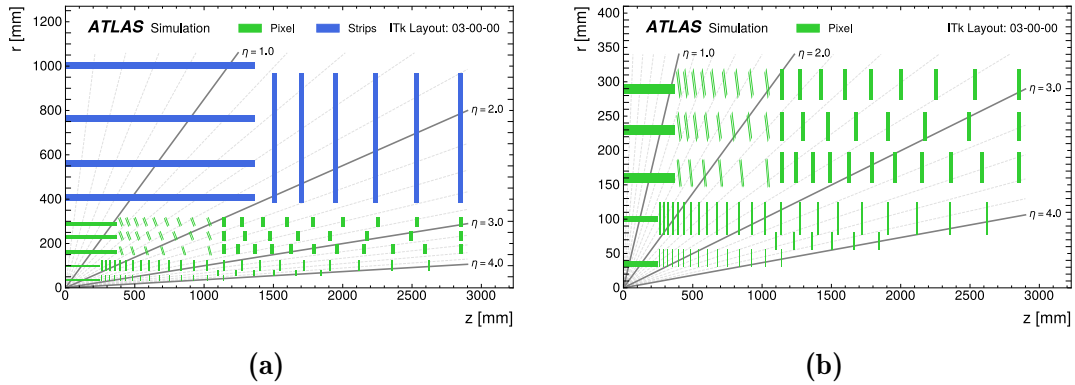 ATLAS Simulation Pixel Strips ITk Layout: 03-00-00
r [mm]
1000
800
600
400
200
0
0 500 1000 1500 2000 2500 3000
z [mm]
η = 1.0
η = 2.0
η = 3.0
η = 4.0
(a)
ATLAS Simulation Pixel ITk Layout: 03-00-00
r [mm]
400
350
300
250
200
150
100
50
0
0 500 1000 1500 2000 2500 3000
z [mm]
η = 1.0
η = 2.0
η = 3.0
η = 4.0
(b)